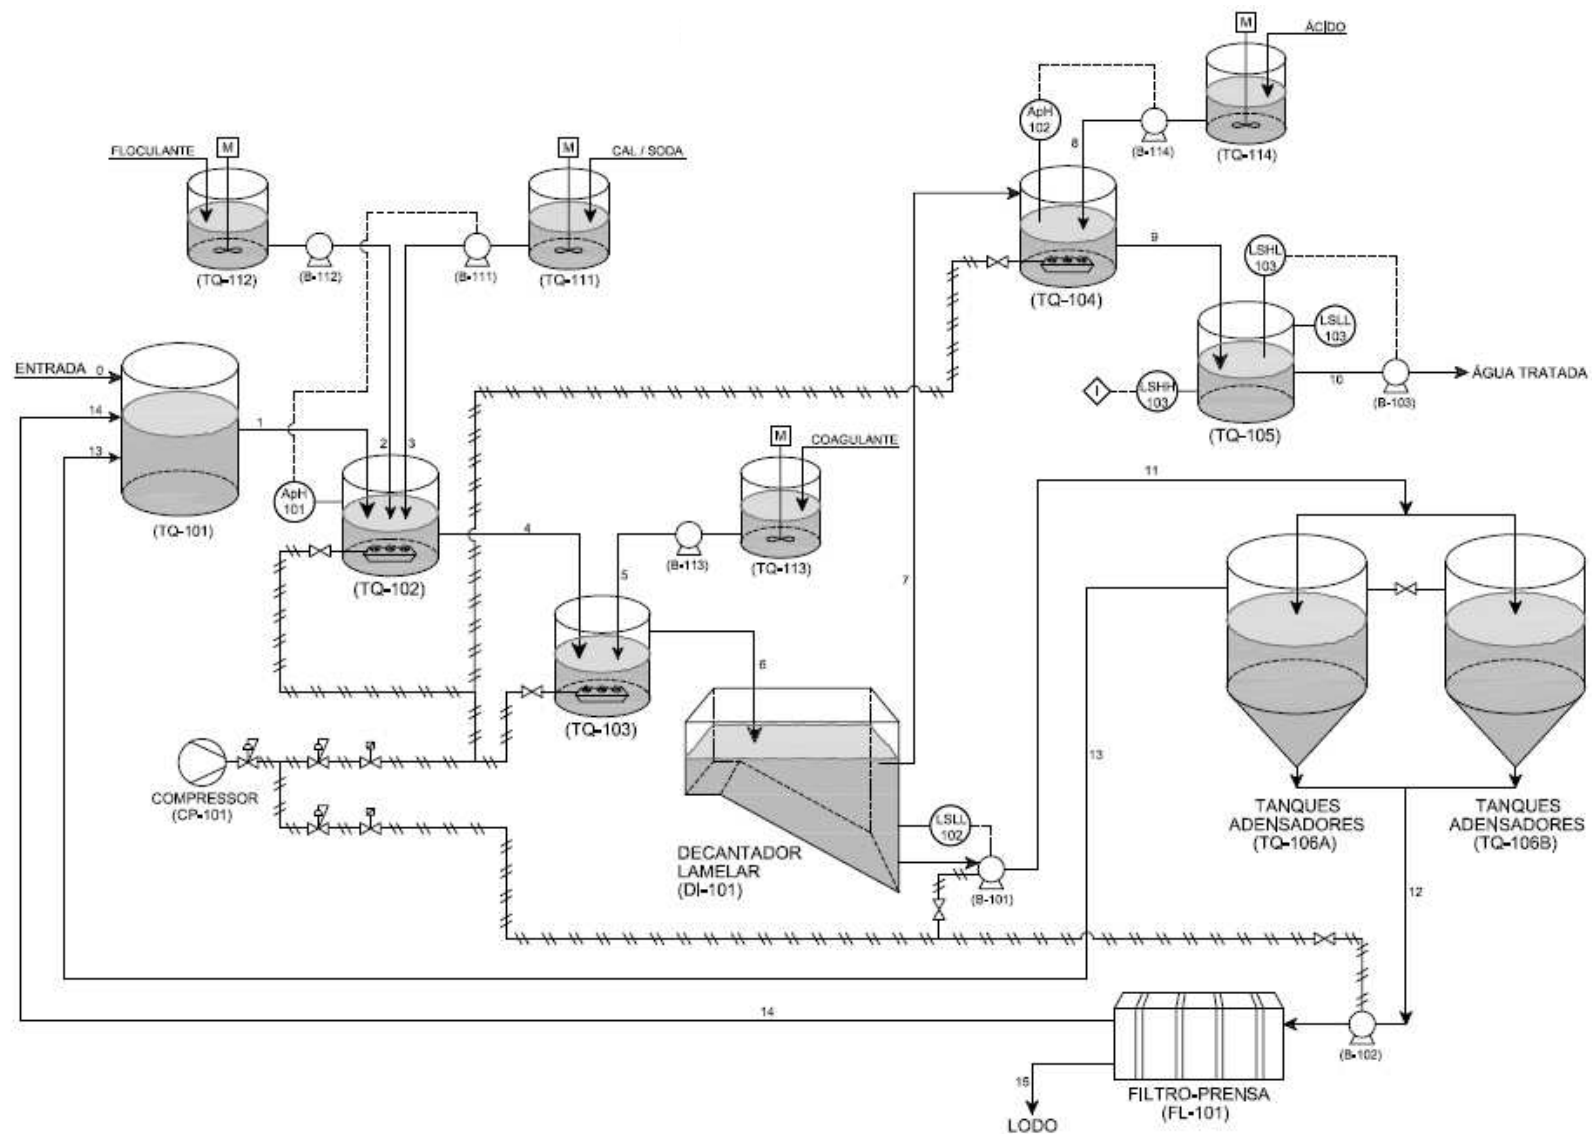 M
ÁCIDO
ApH
102
8
(B-114)
(TQ-114)
FLOCULANTE
M
M
CAL / SODA
(TQ-112)
(B-112)
(B-111)
(TQ-111)
9
LSHL
103
(TQ-104)
LSLL
103
ENTRADA 0
14
1
2
3
13
LSHH
103
I
10
ÁGUA TRATADA
(B-103)
(TQ-105)
M
COAGULANTE
11
ApH
101
(TQ-101)
4
(TQ-102)
5
(B-113)
(TQ-113)
7
6
(TQ-103)
13
COMPRESSOR
(CP-101)
LSLL
102
DECANTADOR
LAMELAR
(DI-101)
(B-101)
TANQUES
ADENSADORES
(TQ-106A)
TANQUES
ADENSADORES
(TQ-106B)
12
14
(B-102)
15
FILTRO-PRENSA
(FL-101)
LODO